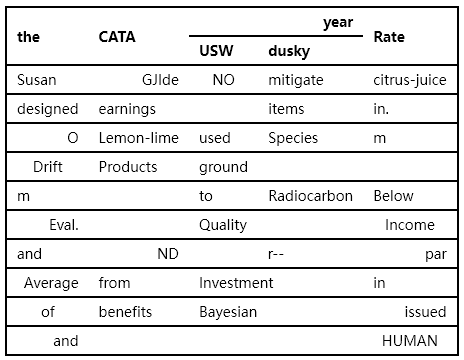 the CATA year Rate
USW dusky
Susan GJIde NO mitigate citrus-juice
designed earnings items in.
O Lemon-lime used Species m
Drift Products ground
m to Radiocarbon Below
Eval. Quality Income
and ND r-- par
Average from Investment in
of benefits Bayesian issued
and HUMAN